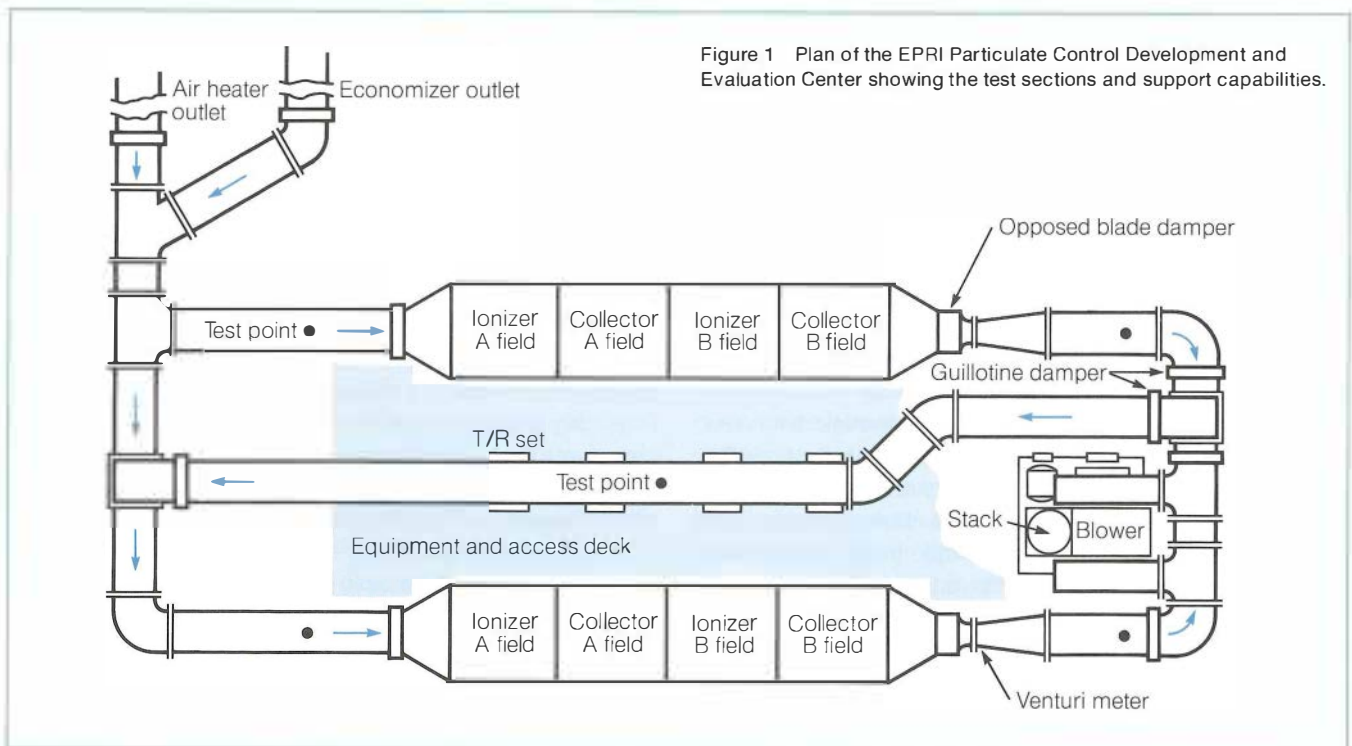 Figure 1 Plan of the EPRI Particulate Control Development and
Evaluation Center showing the test sections and support capabilities.
Air heater
outlet
Economizer outlet
Opposed blade damper
Test point
Ionizer
A field
Collector
A field
Ionizer
B field
Collector
B field
Guillotine damper
T/R set
Test point
Stack
Blower
Equipment and access deck
Ionizer
A field
Collector
A field
Ionizer
B field
Collector
B field
Venturi meter